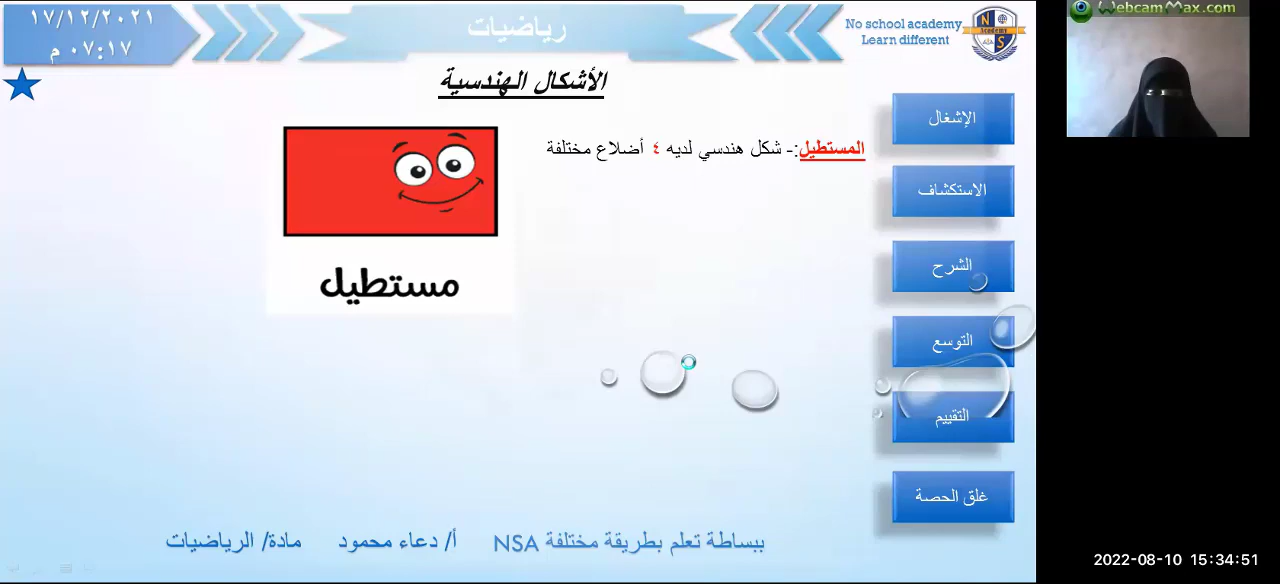 ١٧/١٢/٢٠٢١
٠٧:١٧ م
رياضيات
No school academy
Learn different
N
Academy
S
WebcamMax.com
الأشكال الهندسية
المستطيل:- شكل هندسي لديه ٤ أضلاع مختلفة
مستطيل
الإشغال
الاستكشاف
الشرح
التوسع
التقييم
غلق الحصة
ببساطة تعلم بطريقة مختلفة NSA
أ/ دعاء محمود
مادة/ الرياضيات
2022-08-10 15:34:51